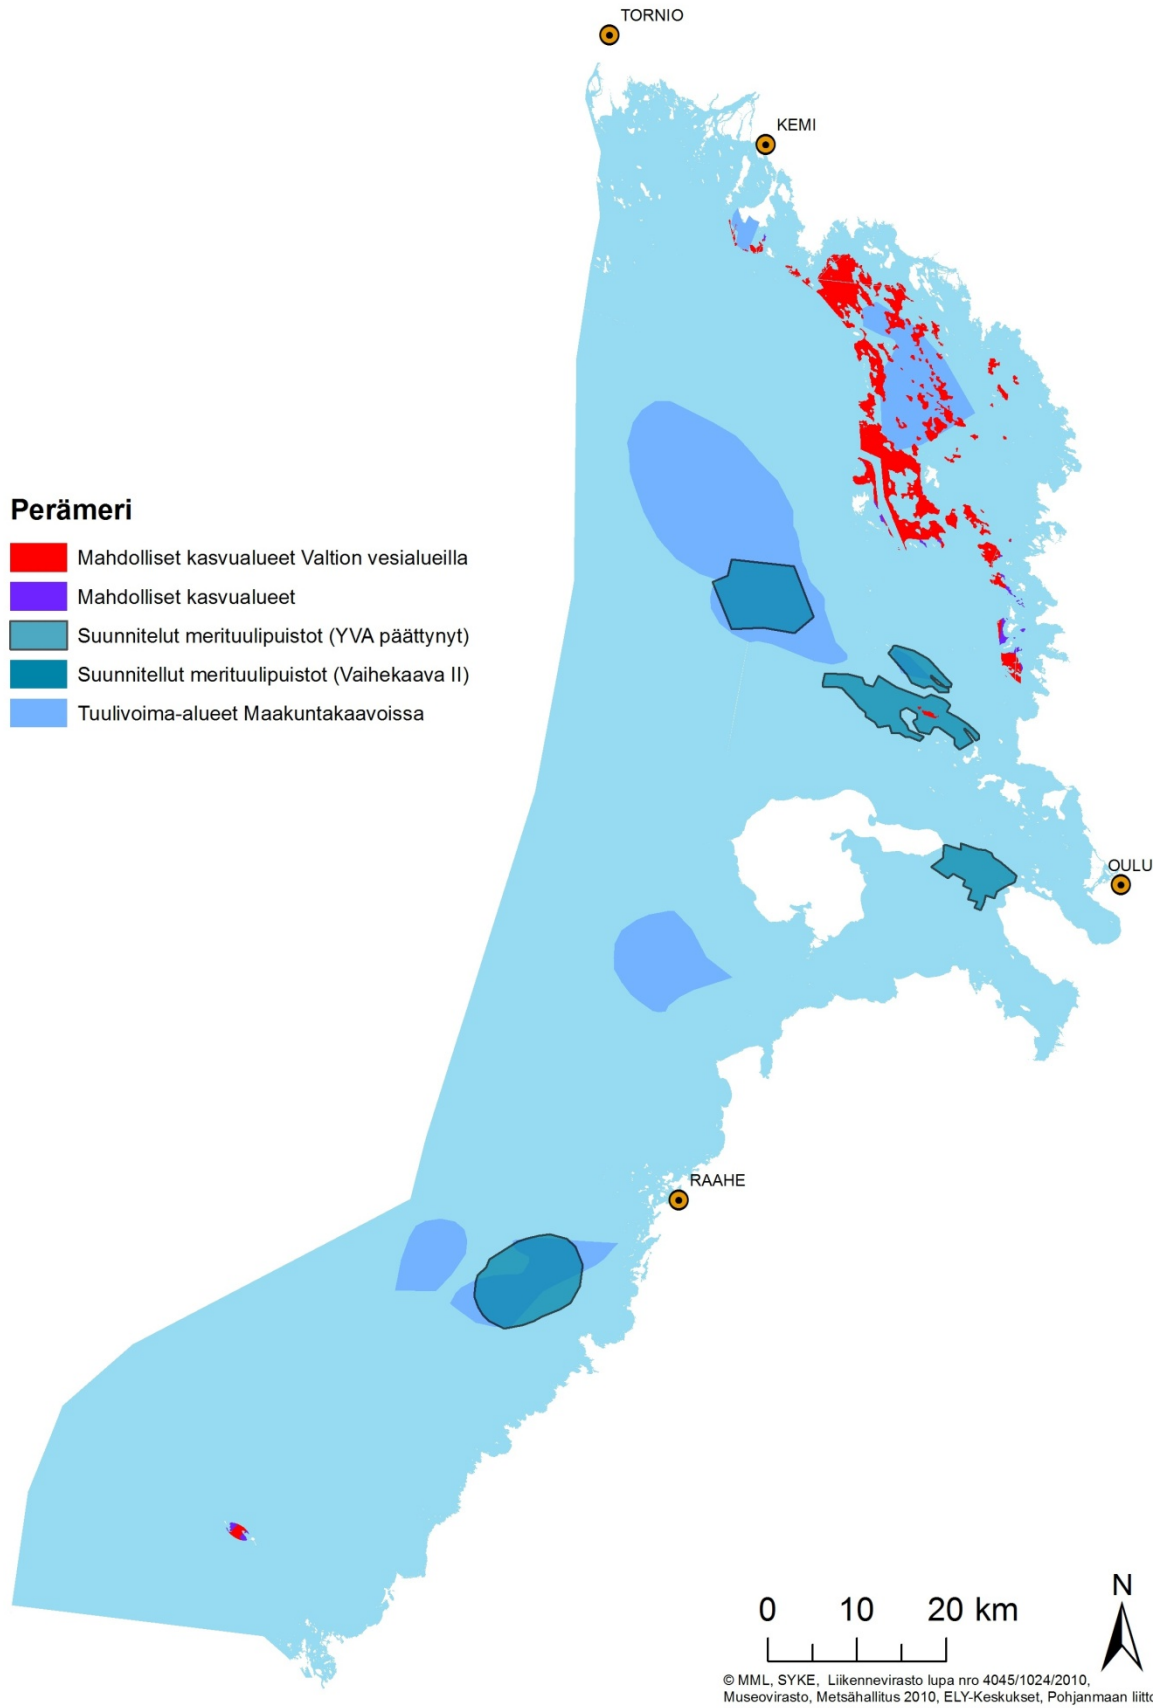 TORNIO
KEMI
Perämeri
Mahdolliset kasvualueet Valtion vesialueilla
Mahdolliset kasvualueet
Suunnitelut merituulipuistot (YVA päättynyt)
Suunnitellut merituulipuistot (Vaihekaava II)
Tuulivoima-alueet Maakuntakaavoissa
OULU
RAAHE
N
0 10 20 km
© MML, SYKE, Liikennevirasto lupa nro 4045/1024/2010,
Museovirasto, Metsähallitus 2010, ELY-Keskukset, Pohjanmaan liitto